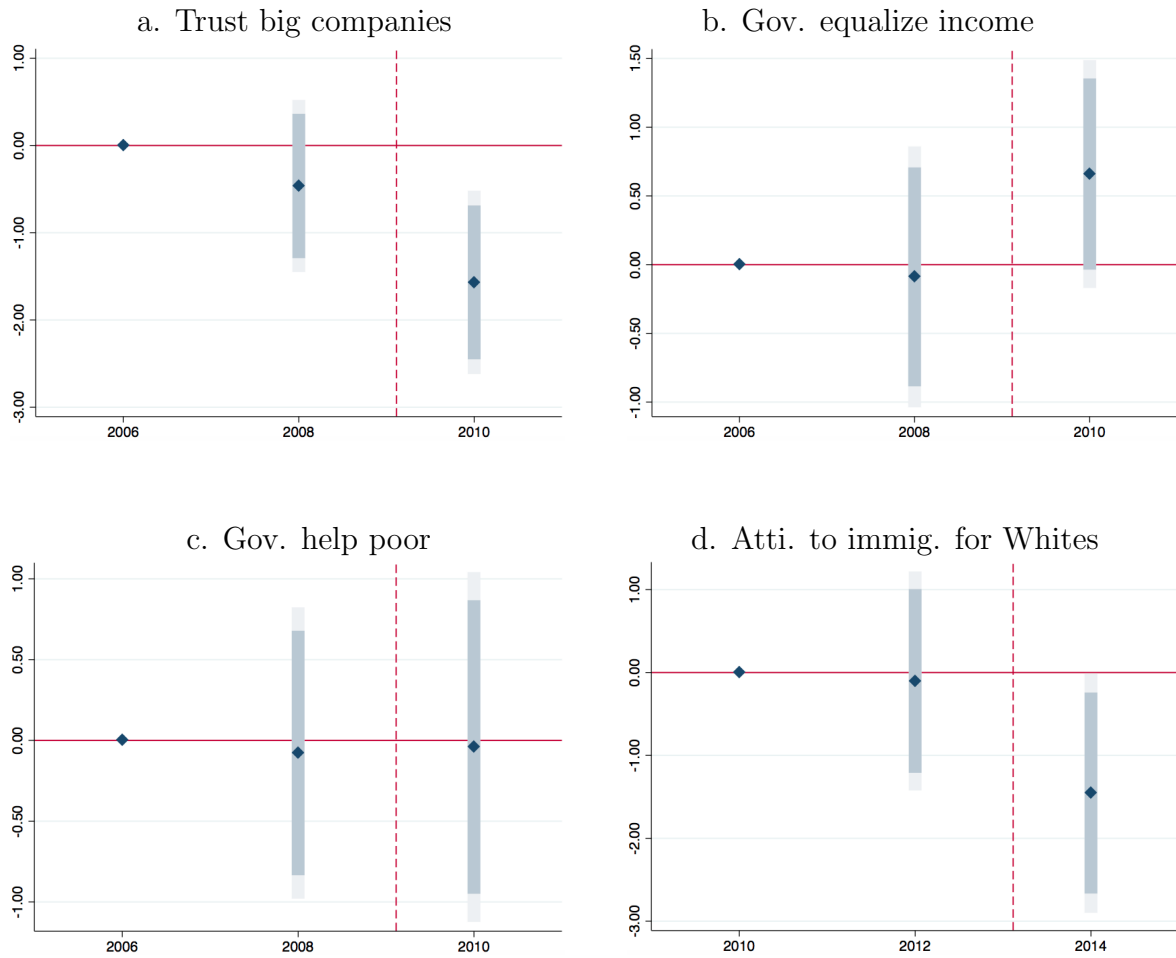 a. Trust big companies
1.00
0.00
-1.00
-2.00
-3.00
2006 2008 2010
b. Gov. equalize income
1.50
1.00
0.50
0.00
-0.50
-1.00
2006 2008 2010
c. Gov. help poor
1.00
0.50
0.00
-0.50
-1.00
2006 2008 2010
d. Atti. to immig. for Whites
1.00
0.00
-1.00
-2.00
-3.00
2010 2012 2014